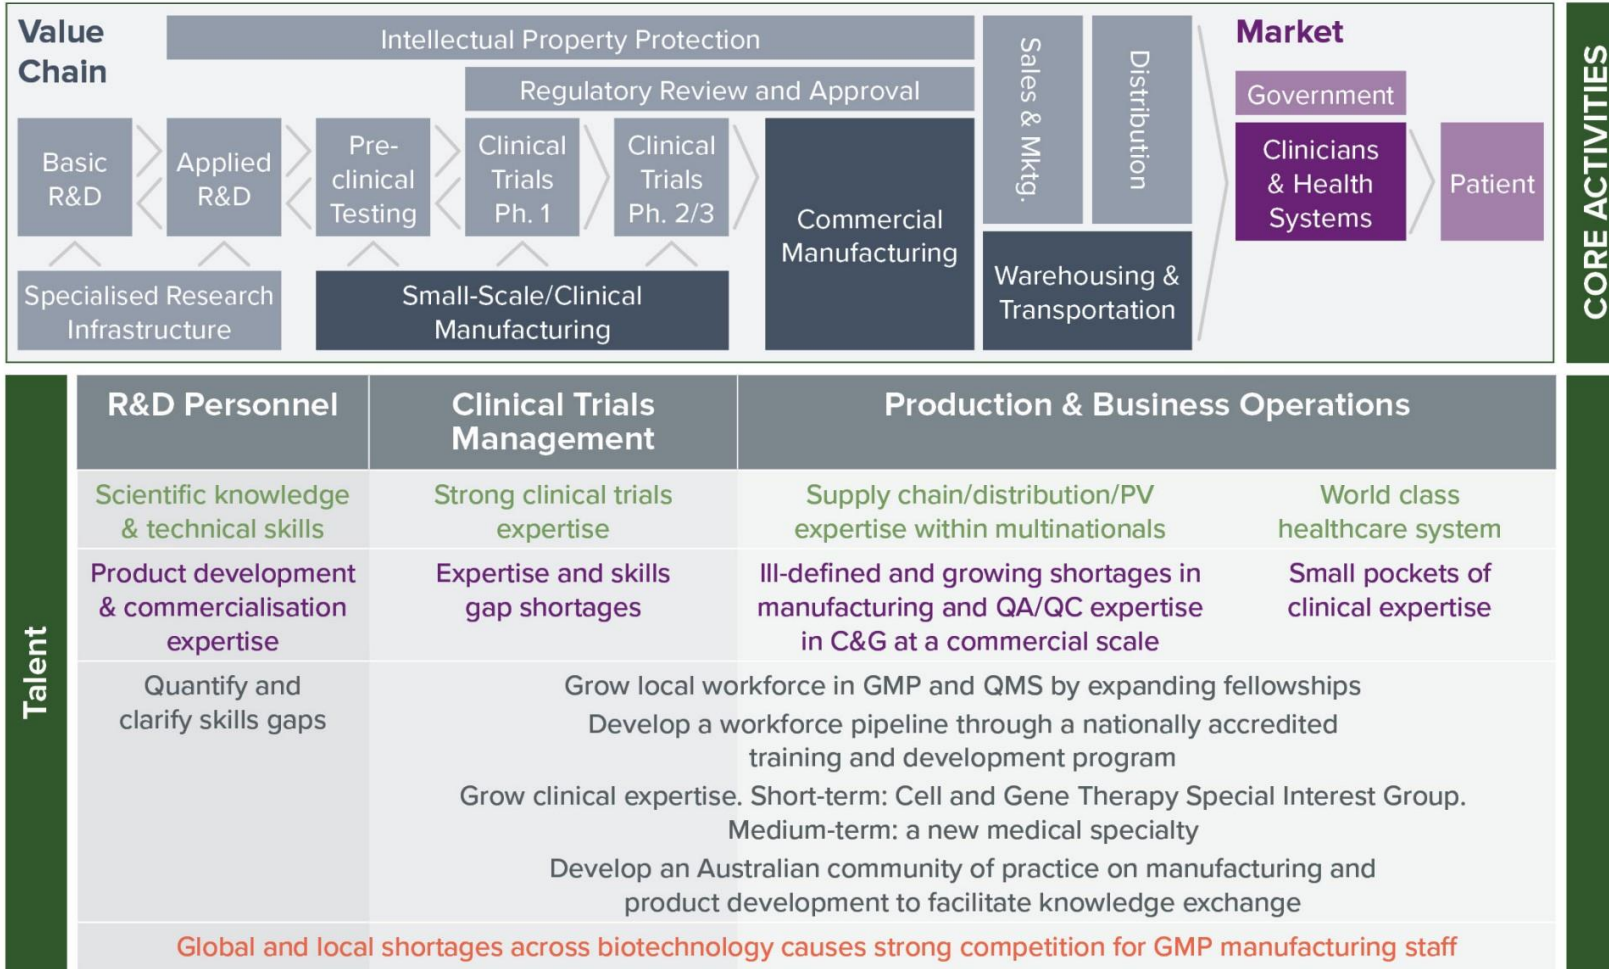 Value
Chain
Intellectual Property Protection
Regulatory Review and Approval
Basic
R&D
Applied
R&D
Pre-
clinical
Testing
Clinical
Trials
Ph. 1
Clinical
Trials
Ph. 2/3
Commercial
Manufacturing
Specialised Research
Infrastructure
Small-Scale/Clinical
Manufacturing
Sales & Mktg.
Distribution
Warehousing &
Transportation
Market
Government
Clinicians
& Health
Systems
Patient
CORE ACTIVITIES
Talent
R&D Personnel
Clinical Trials
Management
Production & Business Operations
Scientific knowledge
& technical skills
Strong clinical trials
expertise
Supply chain/distribution/PV
expertise within multinationals
World class
healthcare system
Product development
& commercialisation
expertise
Expertise and skills
gap shortages
Ill-defined and growing shortages in
manufacturing and QA/QC expertise
in C&G at a commercial scale
Small pockets of
clinical expertise
Quantify and
clarify skills gaps
Grow local workforce in GMP and QMS by expanding fellowships
Develop a workforce pipeline through a nationally accredited
training and development program
Grow clinical expertise. Short-term: Cell and Gene Therapy Special Interest Group.
Medium-term: a new medical specialty
Develop an Australian community of practice on manufacturing and
product development to facilitate knowledge exchange
Global and local shortages across biotechnology causes strong competition for GMP manufacturing staff